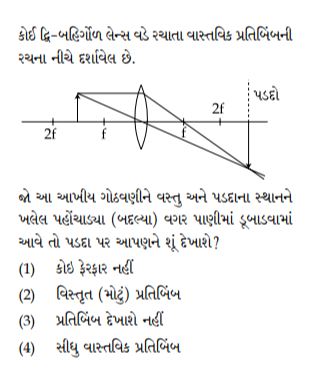 કોઈ દ્વિ-બહિર્ગોળ લેન્સ વડે રચાતા વાસ્તવિક પ્રતિબિંબની
રચના નીચે દર્શાવેલ છે.
પડદો
2f
2f f f
જો આ આખીય ગોઠવણીને વસ્તુ અને પડદાના સ્થાનને
ખલેલ પહોંચાડ્યા (બદલ્યા) વગર પાણીમાં ડૂબાડવામાં
આવે તો પડદા પર આપણને શું દેખાશે?
(1) કોઇ ફેરફાર નહીં
(2) વિસ્તૃત (મોટું) પ્રતિબિંબ
(3) પ્રતિબિંબ દેખાશે નહીં
(4) સીધુ વાસ્તવિક પ્રતિબિંબ